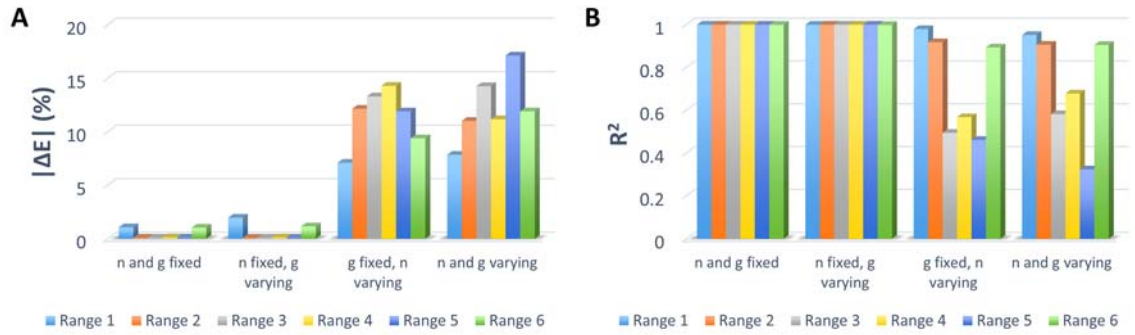 A
|ΔE| (%)
20
15
10
5
0
n and g fixed
n fixed, g
varying
g fixed, n
varying
n and g varying
Range 1 Range 2 Range 3 Range 4 Range 5 Range 6
B
R²
1
0.8
0.6
0.4
0.2
0
n and g fixed
n fixed, g
varying
g fixed, n
varying
n and g varying
Range 1 Range 2 Range 3 Range 4 Range 5 Range 6